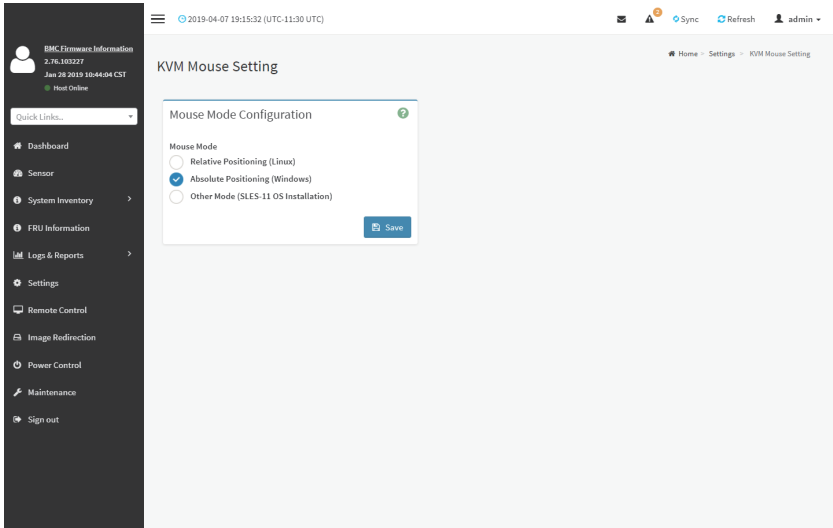 2019-04-07 19:15:32 (UTC-11:30 UTC)
2
Sync
Refresh
admin
BMC Firmware Information
2.76.103227
Jan 28 2019 10:44:04 CST
Host Online
Quick Links..
Dashboard
Sensor
System Inventory
FRU Information
Logs & Reports
Settings
Remote Control
Image Redirection
Power Control
Maintenance
Sign out
KVM Mouse Setting
Home > Settings > KVM Mouse Setting
Mouse Mode Configuration
Mouse Mode
Relative Positioning (Linux)
Absolute Positioning (Windows)
Other Mode (SLES-11 OS Installation)
Save